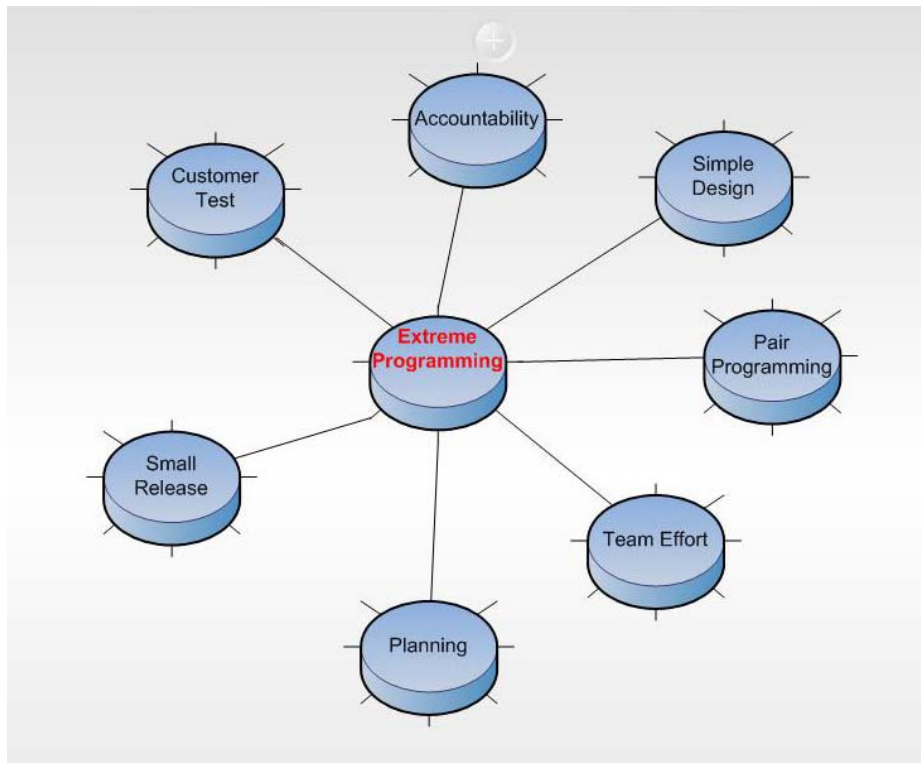 Accountability
Customer
Test
Simple
Design
Extreme
Programming
Pair
Programming
Small
Release
Team Effort
Planning